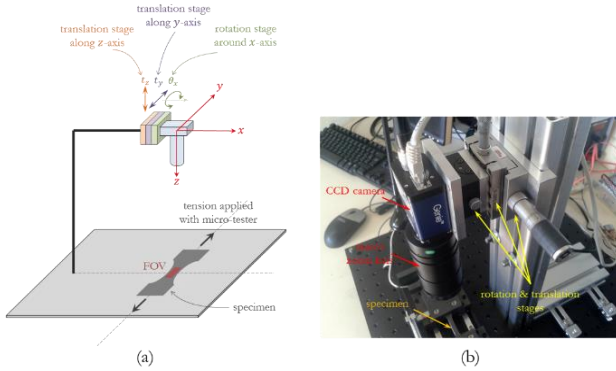 translation stage
along y-axis
translation stage
along z-axis
rotation stage
around x-axis
t_z t_y θ_x
y
x
z
tension applied
with micro-tester
FOV
specimen
(a)
CCD camera
Genie
specimen
rotation & translation
stages
(b)